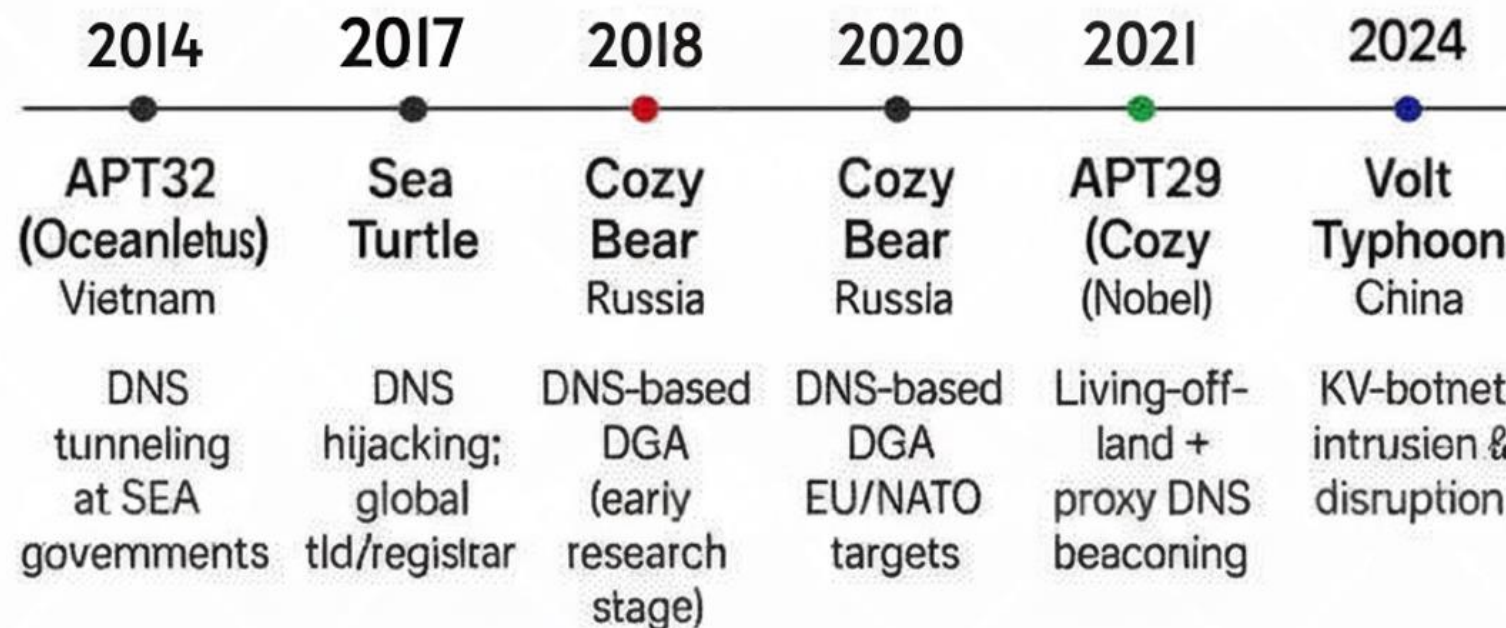 2014
APT32
(Oceanletus)
Vietnam
DNS
tunneling
at SEA
govemments
2017
Sea
Turtle
DNS
hijacking;
global
tld/registrar
2018
Cozy
Bear
Russia
DNS-based
DGA
(eariy
research
stage)
2020
Cozy
Bear
Russla
DNS-based
DGA
EU/NATO
targets
2021
APT29
(Cozy
(Nobel)
Living-off-
land +
proxy DNS
beaconing
2024
Volt
Typhoon
China
KV-botnet
intrusien &
disruption